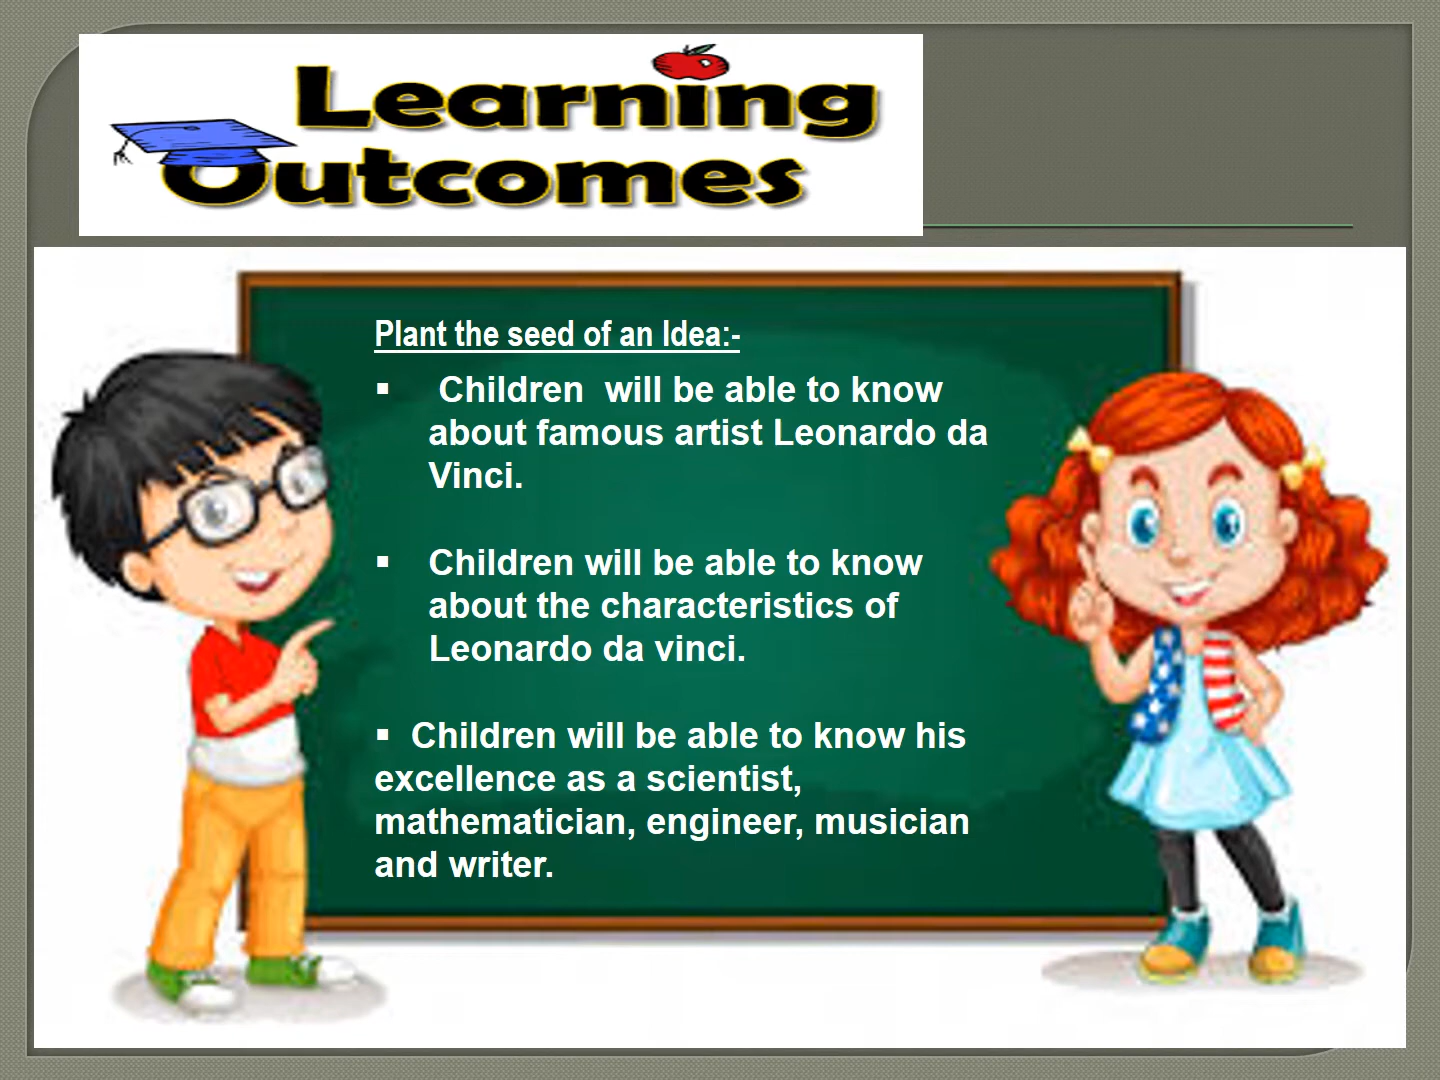 Learning
Outcomes
Plant the seed of an Idea:-
▪ Children will be able to know
about famous artist Leonardo da
Vinci.
▪ Children will be able to know
about the characteristics of
Leonardo da vinci.
▪ Children will be able to know his
excellence as a scientist,
mathematician, engineer, musician
and writer.